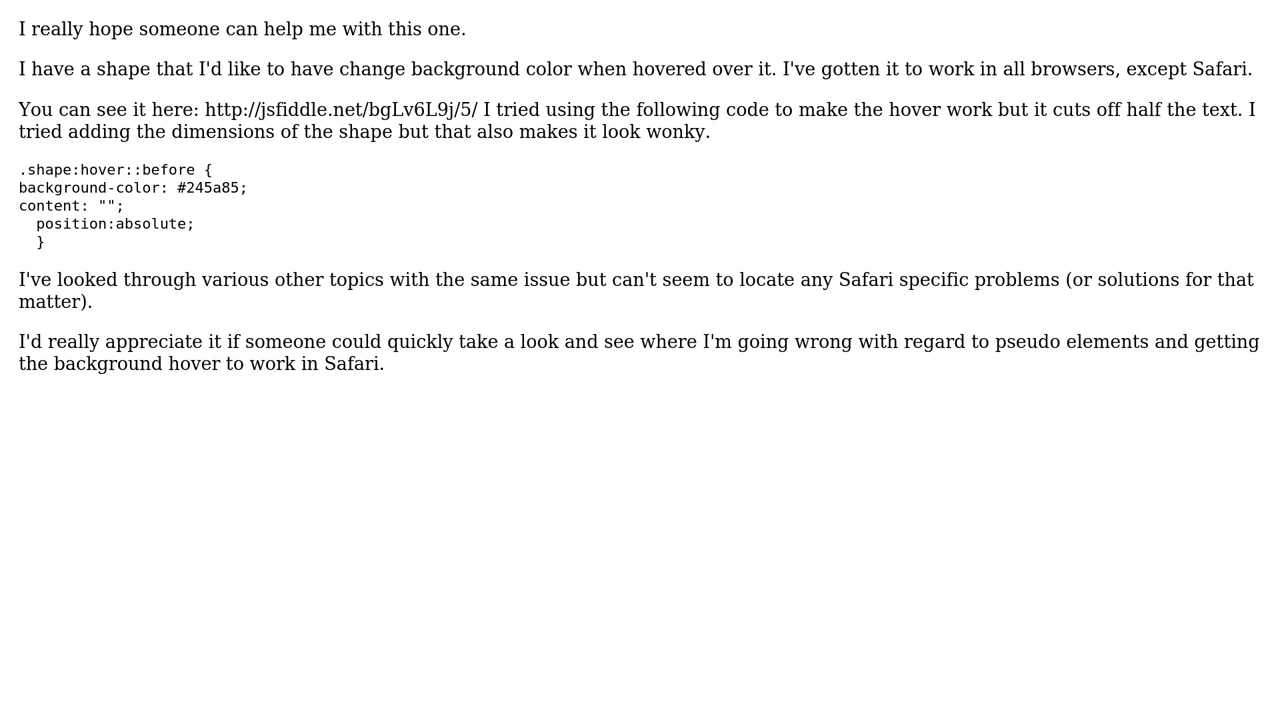 I really hope someone can help me with this one.
I have a shape that I'd like to have change background color when hovered over it. I've gotten it to work in all browsers, except Safari.
You can see it here: http://jsfiddle.net/bgLv6L9j/5/ I tried using the following code to make the hover work but it cuts off half the text. I
tried adding the dimensions of the shape but that also makes it look wonky.
.shape:hover::before {
background-color: #245a85;
content: "";
  position:absolute;
  }
I've looked through various other topics with the same issue but can't seem to locate any Safari specific problems (or solutions for that
matter).
I'd really appreciate it if someone could quickly take a look and see where I'm going wrong with regard to pseudo elements and getting
the background hover to work in Safari.